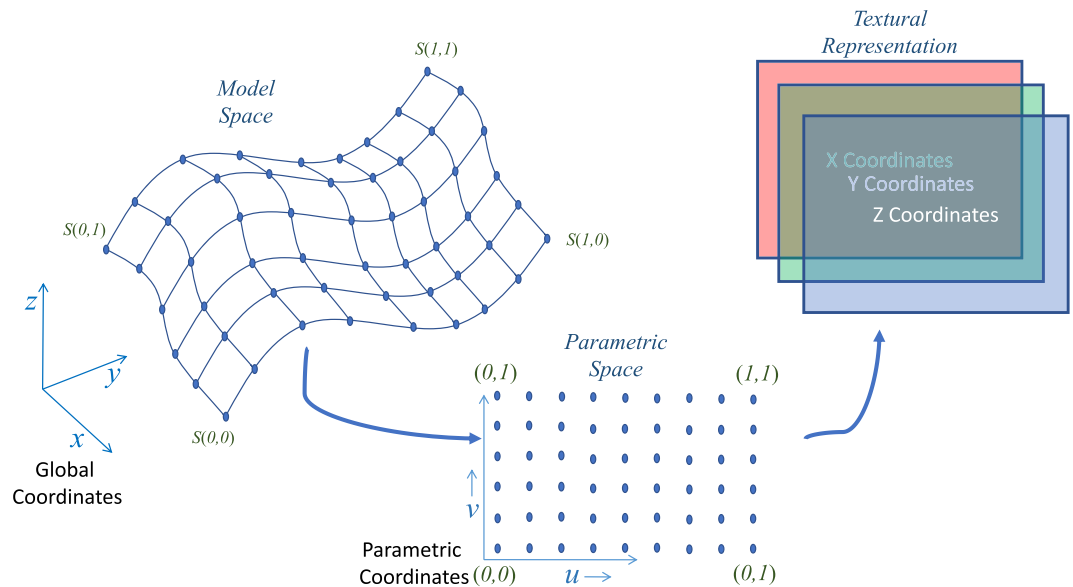 Textural
Representation
S(1,1)
Model
Space
X Coordinates
Y Coordinates
Z Coordinates
S(0,1)
S(1,0)
z
y
x
S(0,0)
Global
Coordinates
Parametric
Space
(0,1)
(1,1)
v
Parametric
Coordinates
(0,0)
u
(0,1)